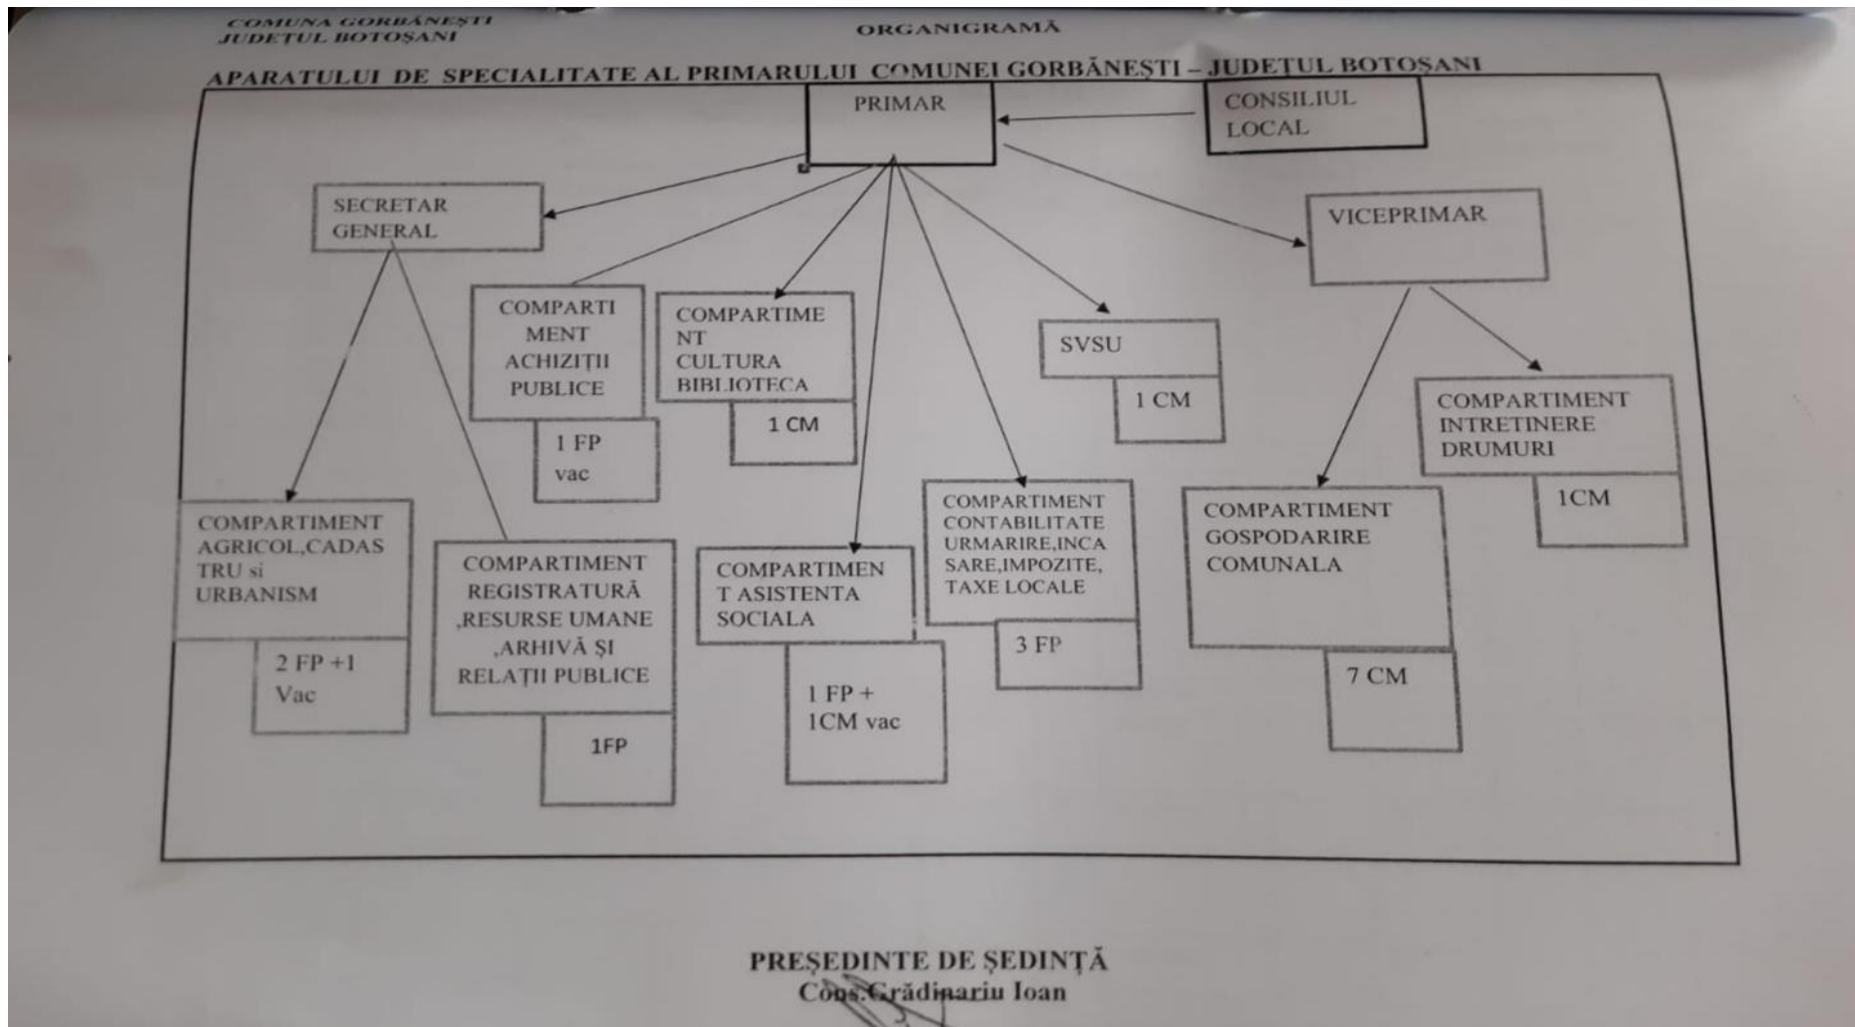 COMUNA GORBĂNEȘTI
JUDEȚUL BOTOȘANI
ORGANIGRAMĂ
APARATULUI DE SPECIALITATE AL PRIMARULUI COMUNEI GORBĂNEȘTI – JUDEȚUL BOTOȘANI
PRIMAR
CONSILIUL
LOCAL
SECRETAR
GENERAL
VICEPRIMAR
COMPARTI
MENT
ACHIZIȚII
PUBLICE
1 FP
vac
COMPARTIME
NT
CULTURA
BIBLIOTECA
1 CM
SVSU
1 CM
COMPARTIMENT
INTRETINERE
DRUMURI
1CM
COMPARTIMENT
AGRICOL,CADAS
TRU si
URBANISM
2 FP +1
Vac
COMPARTIMENT
REGISTRATURĂ
,RESURSE UMANE
,ARHIVĂ ȘI
RELAȚII PUBLICE
1FP
COMPARTIMEN
T ASISTENTA
SOCIALA
1 FP +
1CM vac
COMPARTIMENT
CONTABILITATE
URMARIRE,INCA
SARE,IMPOZITE,
TAXE LOCALE
3 FP
COMPARTIMENT
GOSPODARIRE
COMUNALA
7 CM
PREȘEDINTE DE ȘEDINȚĂ
Cons.Grădinariu Ioan